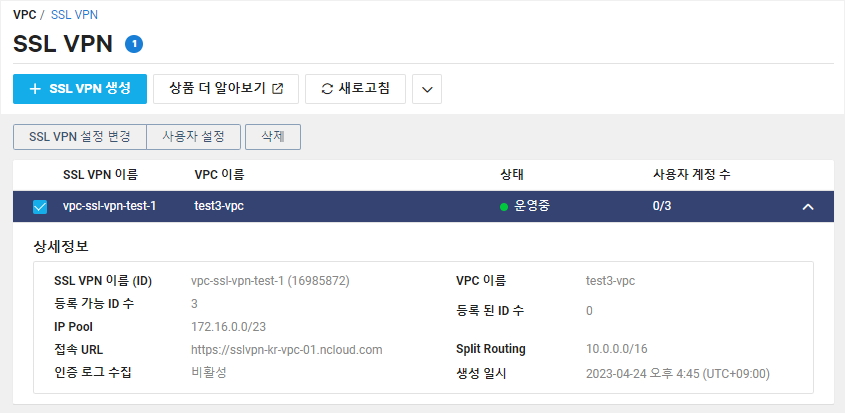 VPC / SSL VPN
SSL VPN 1
+ SSL VPN 생성 상품 더 알아보기 새로고침
SSL VPN 설정 변경 사용자 설정 삭제
SSL VPN 이름 VPC 이름 상태 사용자 계정 수
vpc-ssl-vpn-test-1 test3-vpc 운영중 0/3
상세정보
SSL VPN 이름 (ID) vpc-ssl-vpn-test-1 (16985872) VPC 이름 test3-vpc
등록 가능 ID 수 3 등록 된 ID 수 0
IP Pool 172.16.0.0/23
접속 URL https://sslvpn-kr-vpc-01.ncloud.com Split Routing 10.0.0.0/16
인증 로그 수집 비활성 생성 일시 2023-04-24 오후 4:45 (UTC+09:00)